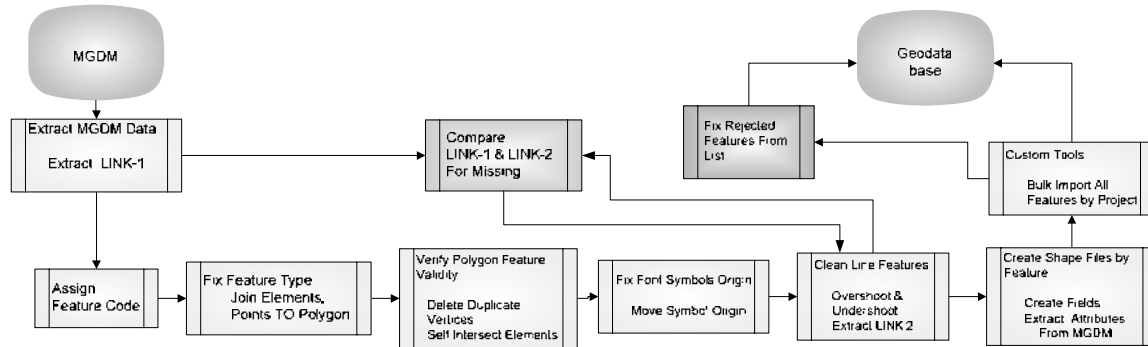 MGDM
Geodata
base
Extract MGDM Data
Extract LINK-1
Compare
LINK-1 & LINK-2
For Missing
Fix Rejected
Features From
List
Custom Tools
Bulk Import All
Features by Project
Assign
Feature Code
Fix Feature Type
Join Elements,
Points TO Polygon
Verify Polygon Feature
Validity
Delete Duplicate
Vertices
Self Intersect Elements
Fix Font Symbols Origin
Move Symbol Origin
Clean Line Features
Overshoot &
Undershoot
Extract LINK 2
Create Shape Files by
Feature
Create Fields
Extract Attributes
From MGDM